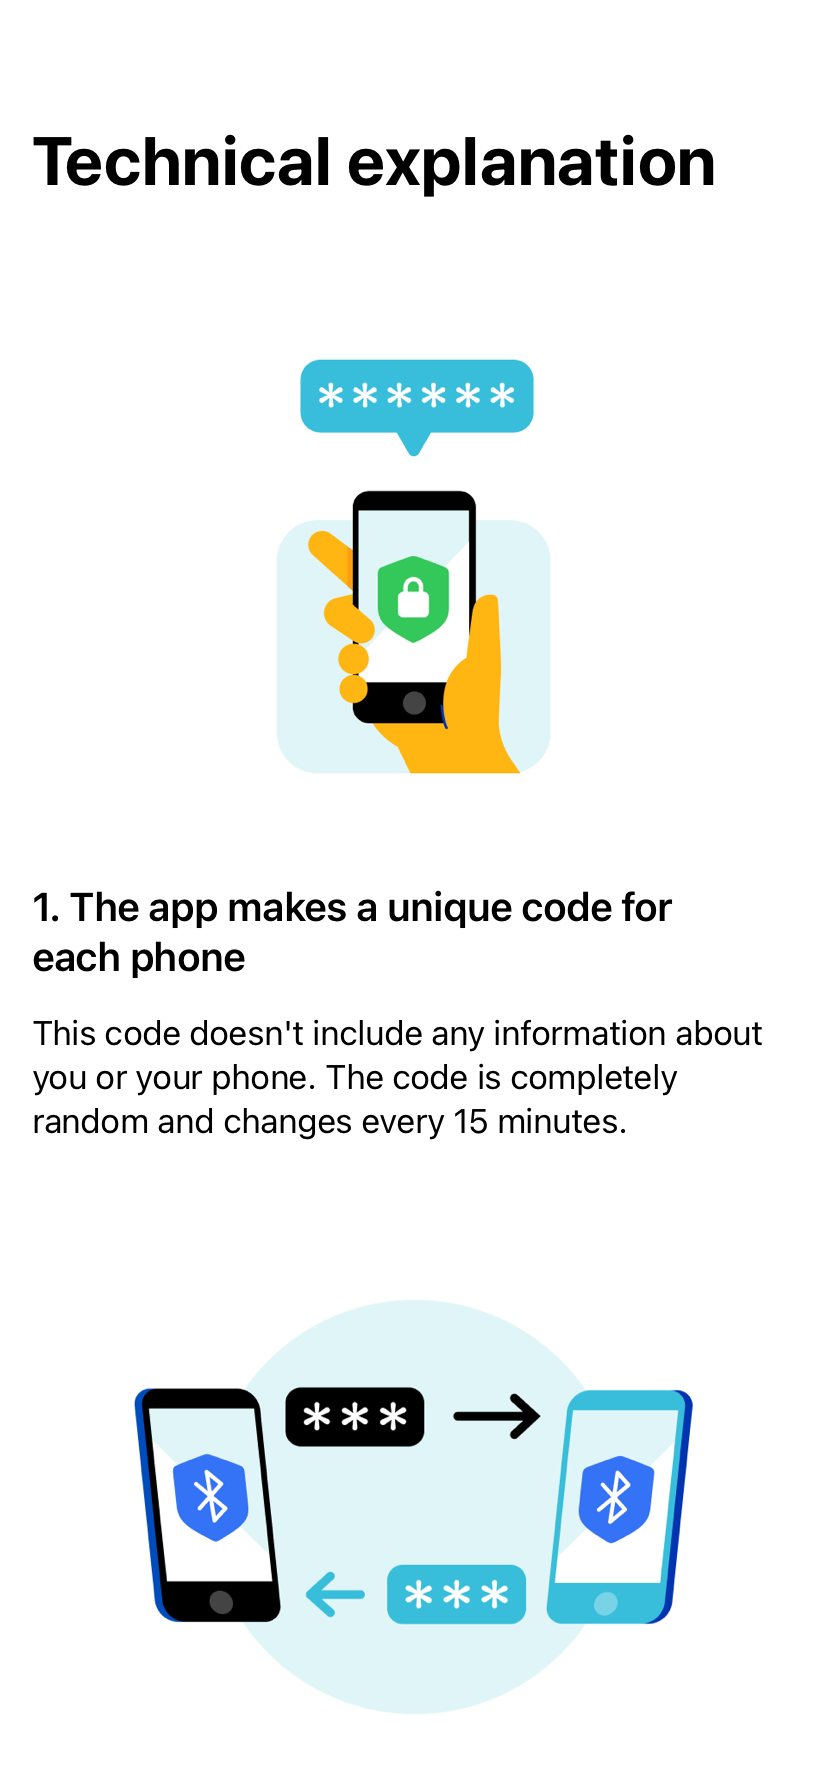 Technical explanation
******
1. The app makes a unique code for
each phone
This code doesn't include any information about
you or your phone. The code is completely
random and changes every 15 minutes.
***
***